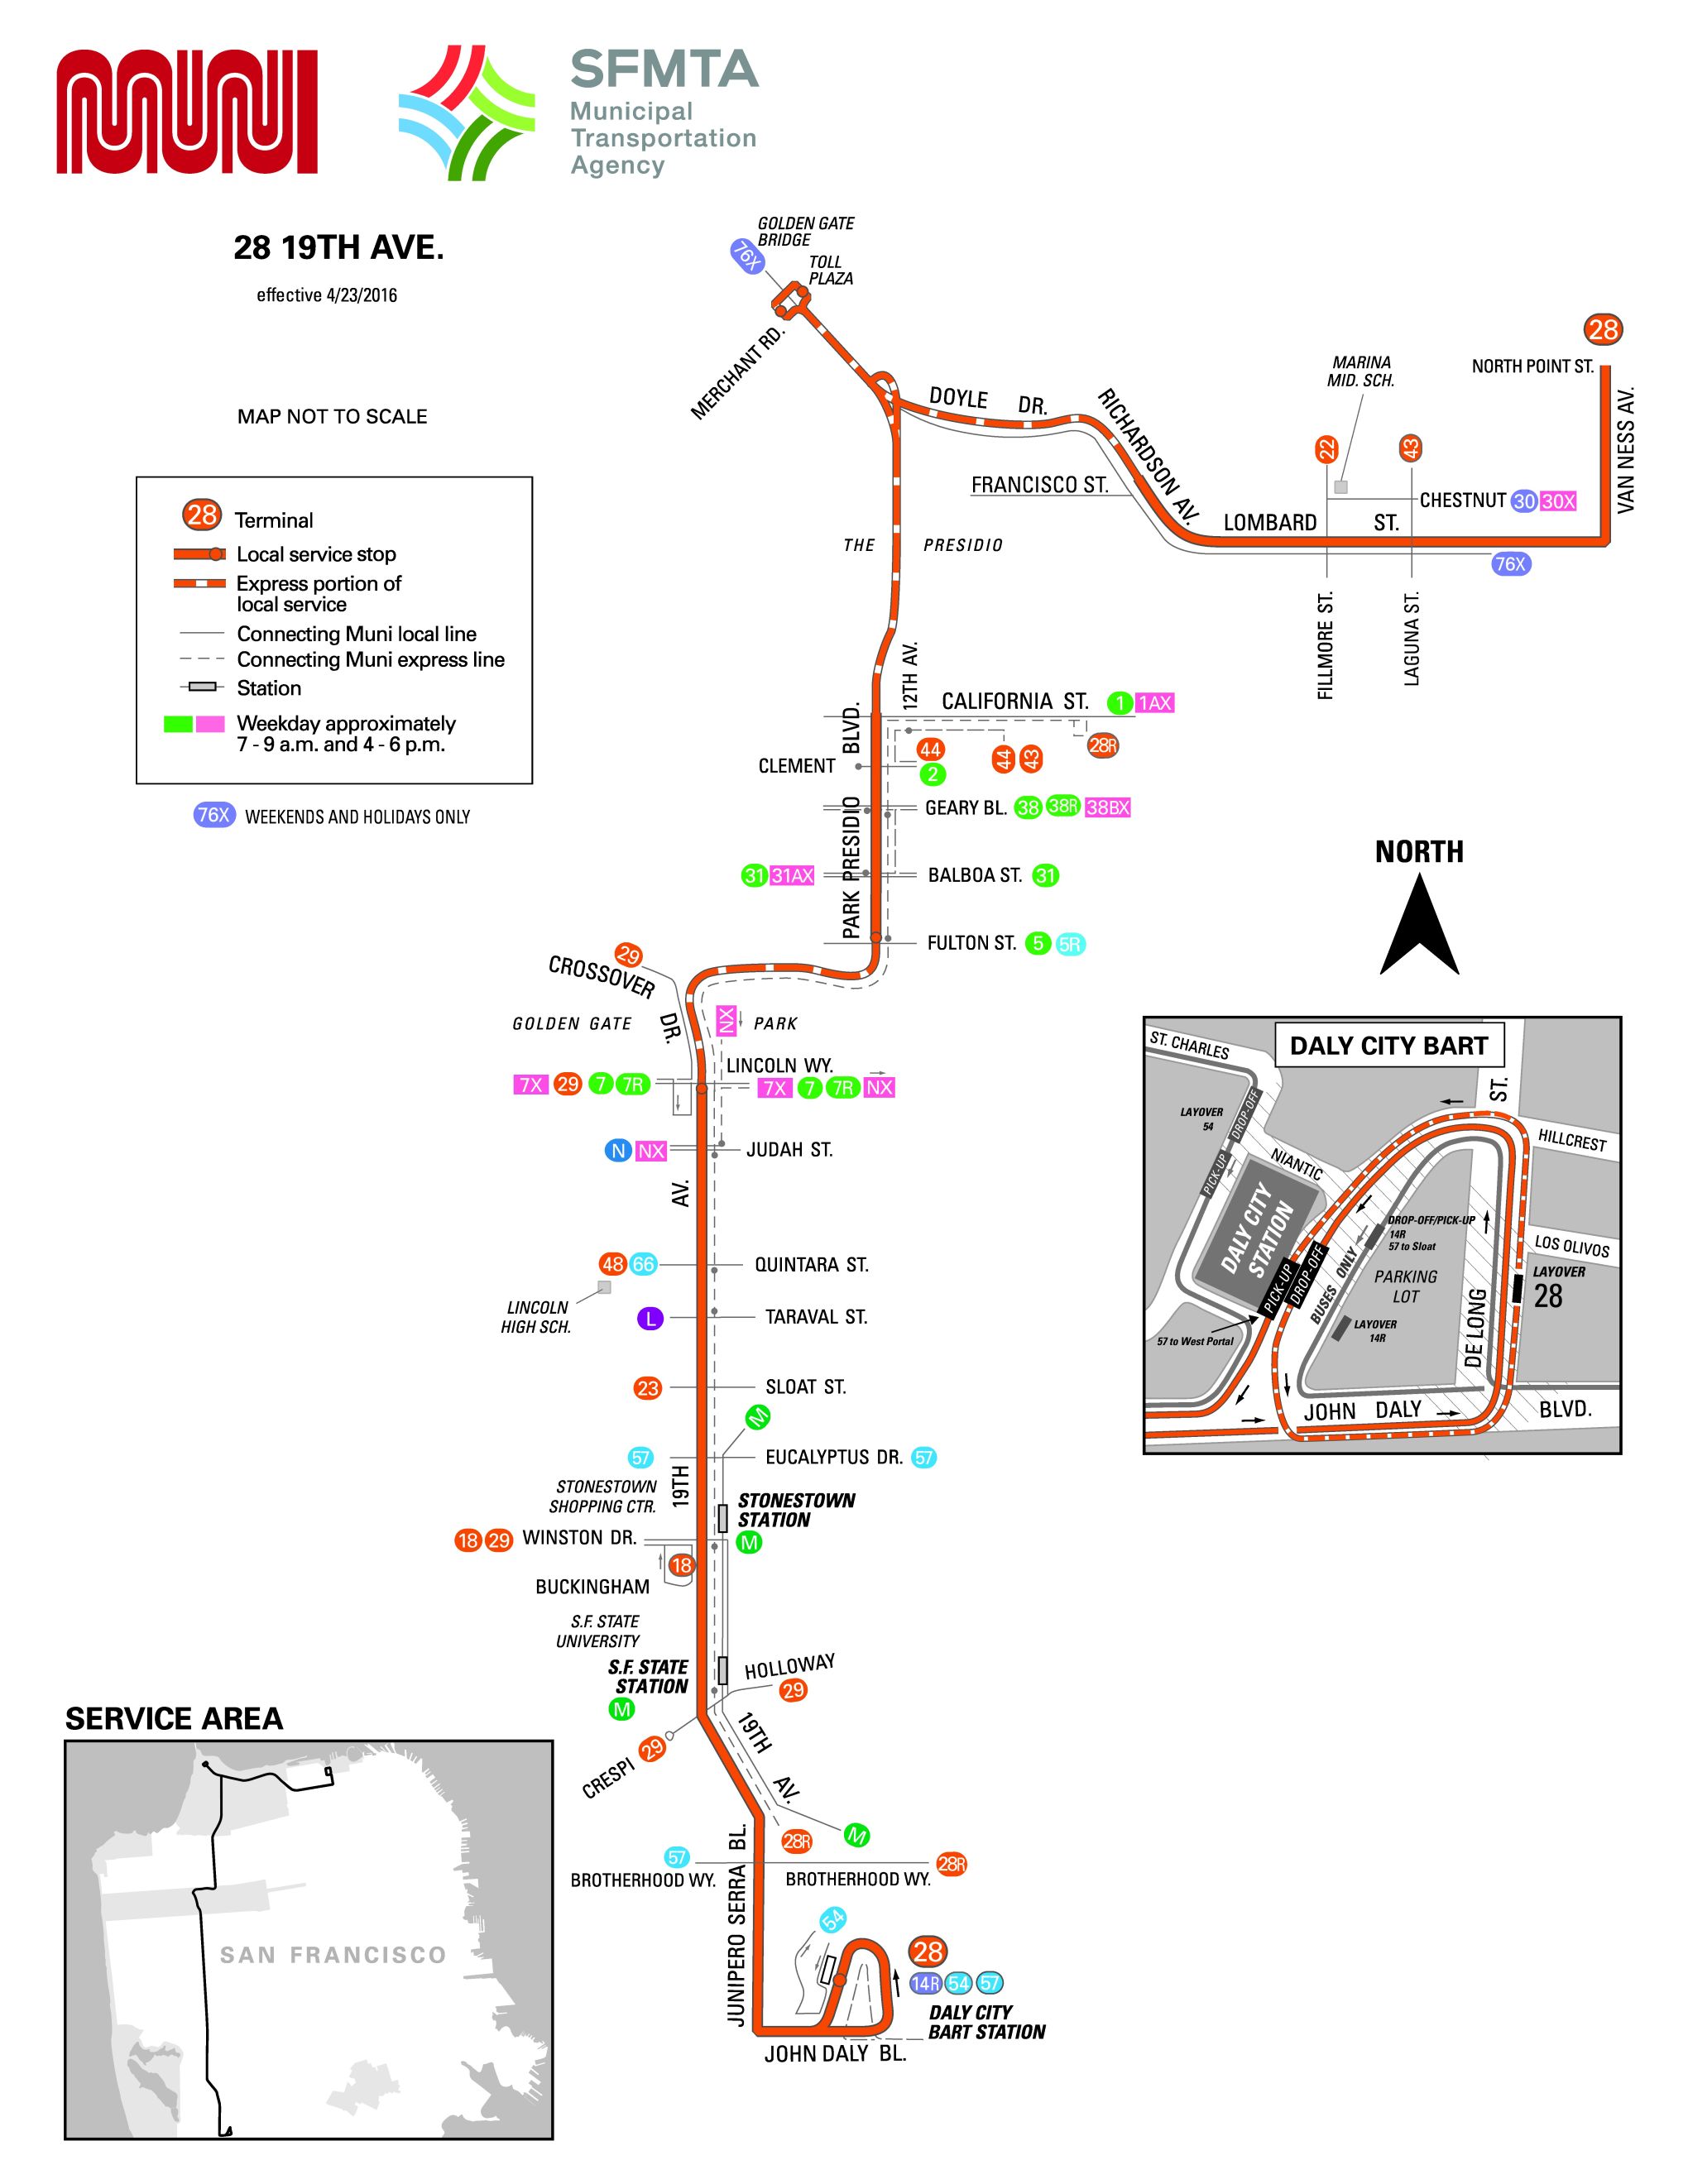 MUNI
SFMTA
Municipal
Transportation
Agency
28 19TH AVE.
effective 4/23/2016
MAP NOT TO SCALE
28 Terminal
Local service stop
Express portion of
local service
Connecting Muni local line
Connecting Muni express line
Station
Weekday approximately
7 - 9 a.m. and 4 - 6 p.m.
76X WEEKENDS AND HOLIDAYS ONLY
GOLDEN GATE
BRIDGE
76X
TOLL
PLAZA
MERCHANT RD.
DOYLE DR.
RICHARDSON AV.
FRANCISCO ST.
MARINA
MID. SCH.
28
NORTH POINT ST.
VAN NESS AV.
22
43
CHESTNUT 30 30X
LOMBARD ST.
76X
FILLMORE ST.
LAGUNA ST.
THE PRESIDIO
12TH AV.
CALIFORNIA ST. 1 1AX
PARK PRESIDIO BLVD.
44
44
43
28R
CLEMENT
2
GEARY BL. 38 38R 38BX
31 31AX
BALBOA ST. 31
FULTON ST. 5 5R
29
CROSSOVER DR.
GOLDEN GATE PARK
NX
LINCOLN WY.
7X 29 7 7R
7X 7 7R NX
N NX
JUDAH ST.
19TH AV.
48 66
QUINTARA ST.
LINCOLN
HIGH SCH.
L
TARAVAL ST.
23
SLOAT ST.
M
57
EUCALYPTUS DR. 57
STONESTOWN
SHOPPING CTR.
STONESTOWN
STATION
M
18 29 WINSTON DR.
18
BUCKINGHAM
S.F. STATE
UNIVERSITY
S.F. STATE
STATION
M
HOLLOWAY
29
CRESPI 29
19TH AV.
28R
M
57
BROTHERHOOD WY.
BROTHERHOOD WY.
28R
JUNIPERO SERRA BL.
54
28
14R 54 57
DALY CITY
BART STATION
JOHN DALY BL.
NORTH
DALY CITY BART
ST. CHARLES
LAYOVER
54
DROP-OFF
PICK-UP
NIANTIC
ST.
HILLCREST
DALY CITY
STATION
DROP-OFF/PICK-UP
14R
57 to Sloat
LOS OLIVOS
PICK-UP
DROP-OFF
BUSES ONLY
PARKING
LOT
LAYOVER
28
57 to West Portal
LAYOVER
14R
DE LONG
JOHN DALY BLVD.
SERVICE AREA
SAN FRANCISCO